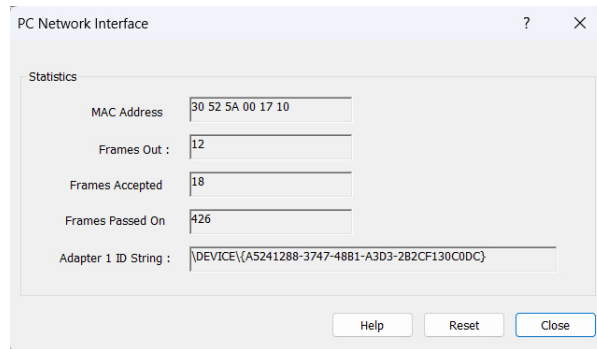 PC Network Interface ? ✕
Statistics
MAC Address 30 52 5A 00 17 10
Frames Out : 12
Frames Accepted 18
Frames Passed On 426
Adapter 1 ID String : \DEVICE\{A5241288-3747-48B1-A3D3-2B2CF130C0DC}
Help Reset Close